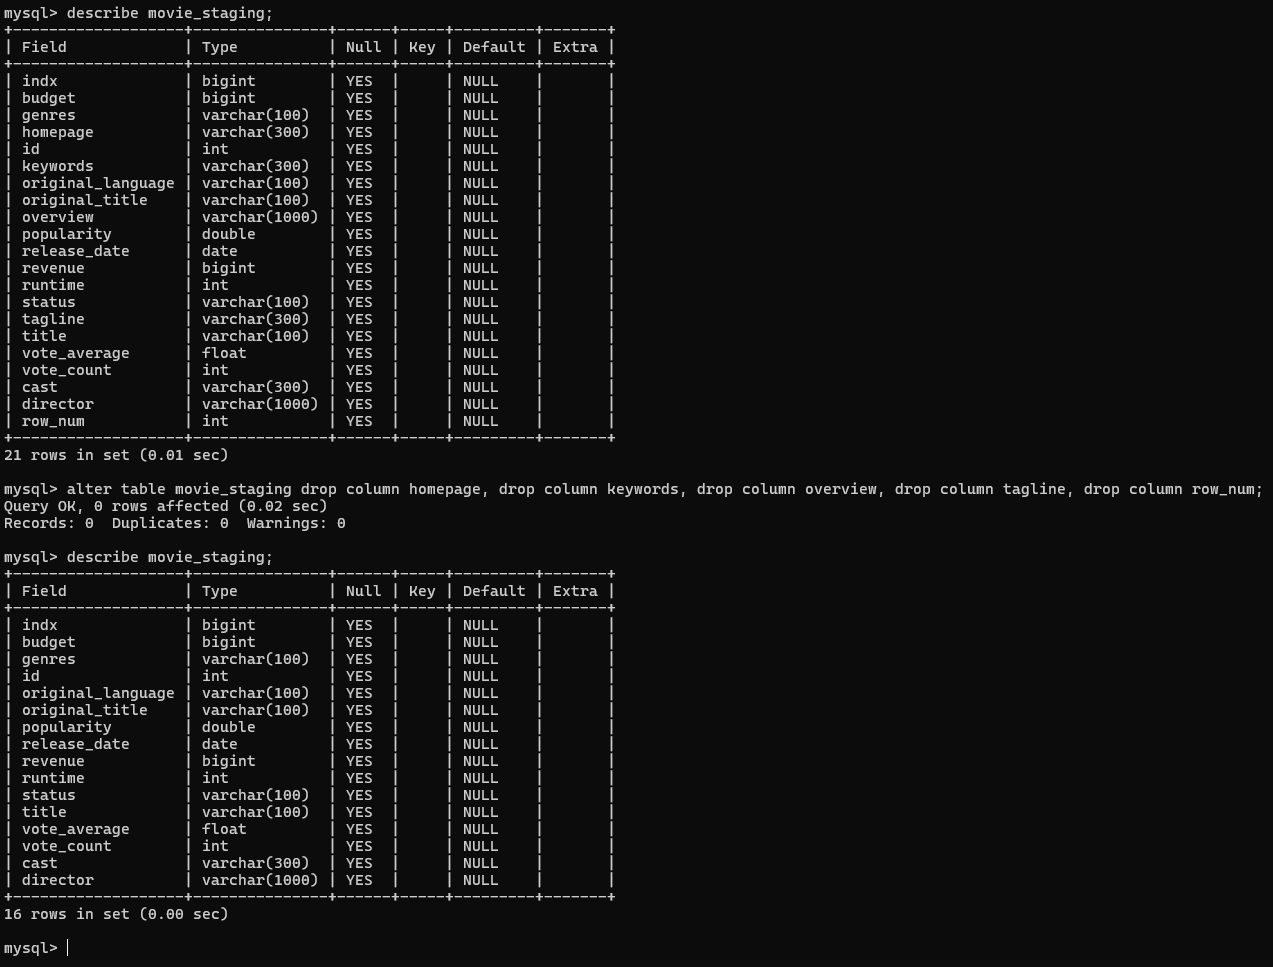 mysql> describe movie_staging;
+-------------------+---------------+------+-----+---------+-------+
| Field             | Type          | Null | Key | Default | Extra |
+-------------------+---------------+------+-----+---------+-------+
| indx              | bigint        | YES  |     | NULL    |       |
| budget            | bigint        | YES  |     | NULL    |       |
| genres            | varchar(100)  | YES  |     | NULL    |       |
| homepage          | varchar(300)  | YES  |     | NULL    |       |
| id                | int           | YES  |     | NULL    |       |
| keywords          | varchar(300)  | YES  |     | NULL    |       |
| original_language | varchar(100)  | YES  |     | NULL    |       |
| original_title    | varchar(100)  | YES  |     | NULL    |       |
| overview          | varchar(1000) | YES  |     | NULL    |       |
| popularity        | double        | YES  |     | NULL    |       |
| release_date      | date          | YES  |     | NULL    |       |
| revenue           | bigint        | YES  |     | NULL    |       |
| runtime           | int           | YES  |     | NULL    |       |
| status            | varchar(100)  | YES  |     | NULL    |       |
| tagline           | varchar(300)  | YES  |     | NULL    |       |
| title             | varchar(100)  | YES  |     | NULL    |       |
| vote_average      | float         | YES  |     | NULL    |       |
| vote_count        | int           | YES  |     | NULL    |       |
| cast              | varchar(300)  | YES  |     | NULL    |       |
| director          | varchar(1000) | YES  |     | NULL    |       |
| row_num           | int           | YES  |     | NULL    |       |
+-------------------+---------------+------+-----+---------+-------+
21 rows in set (0.01 sec)
mysql> alter table movie_staging drop column homepage, drop column keywords, drop column overview, drop column tagline, drop column row_num;
Query OK, 0 rows affected (0.02 sec)
Records: 0  Duplicates: 0  Warnings: 0
mysql> describe movie_staging;
+-------------------+---------------+------+-----+---------+-------+
| Field             | Type          | Null | Key | Default | Extra |
+-------------------+---------------+------+-----+---------+-------+
| indx              | bigint        | YES  |     | NULL    |       |
| budget            | bigint        | YES  |     | NULL    |       |
| genres            | varchar(100)  | YES  |     | NULL    |       |
| id                | int           | YES  |     | NULL    |       |
| original_language | varchar(100)  | YES  |     | NULL    |       |
| original_title    | varchar(100)  | YES  |     | NULL    |       |
| popularity        | double        | YES  |     | NULL    |       |
| release_date      | date          | YES  |     | NULL    |       |
| revenue           | bigint        | YES  |     | NULL    |       |
| runtime           | int           | YES  |     | NULL    |       |
| status            | varchar(100)  | YES  |     | NULL    |       |
| title             | varchar(100)  | YES  |     | NULL    |       |
| vote_average      | float         | YES  |     | NULL    |       |
| vote_count        | int           | YES  |     | NULL    |       |
| cast              | varchar(300)  | YES  |     | NULL    |       |
| director          | varchar(1000) | YES  |     | NULL    |       |
+-------------------+---------------+------+-----+---------+-------+
16 rows in set (0.00 sec)
mysql>